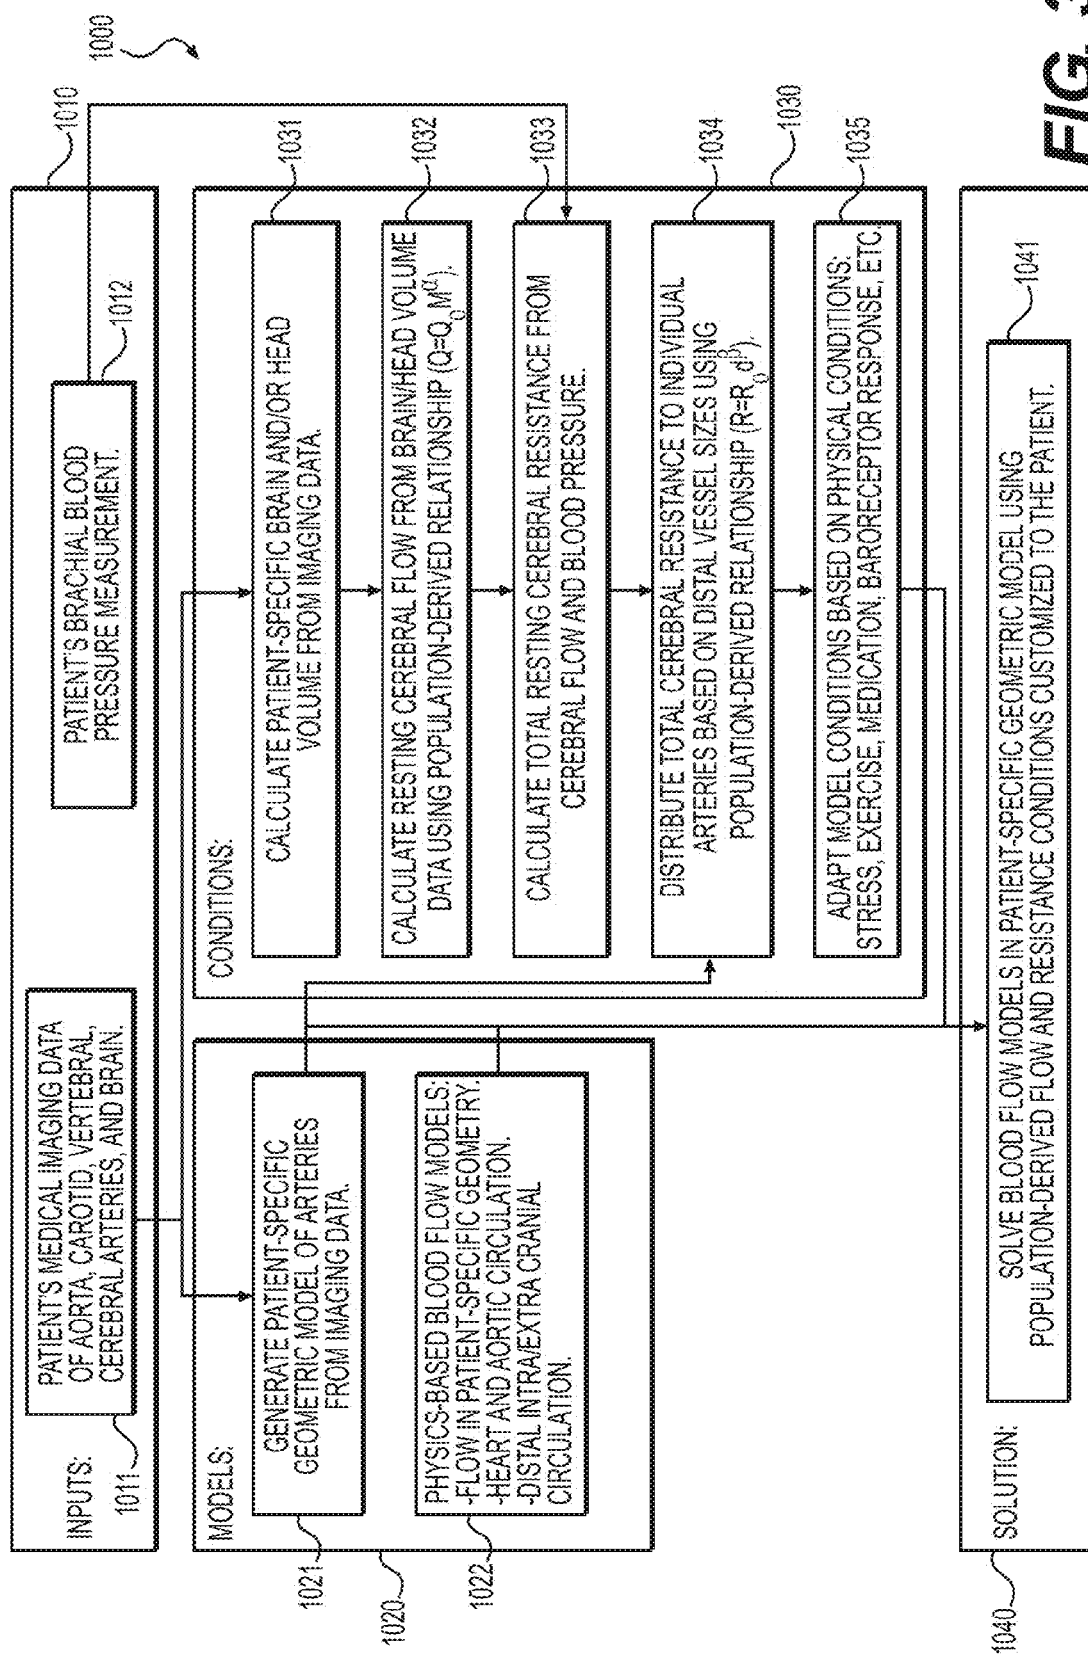 1000
INPUTS:
1010
1011
PATIENT'S MEDICAL IMAGING DATA
OF AORTA, CAROTID, VERTEBRAL,
CEREBRAL ARTERIES, AND BRAIN.
PATIENT'S BRACHIAL BLOOD
PRESSURE MEASUREMENT.
1012
MODELS:
GENERATE PATIENT-SPECIFIC
GEOMETRIC MODEL OF ARTERIES
FROM IMAGING DATA.
1021
1020
PHYSICS-BASED BLOOD FLOW MODELS:
-FLOW IN PATIENT-SPECIFIC GEOMETRY.
-HEART AND AORTIC CIRCULATION.
-DISTAL INTRA/EXTRA CRANIAL
CIRCULATION.
1022
CONDITIONS:
CALCULATE PATIENT-SPECIFIC BRAIN AND/OR HEAD
VOLUME FROM IMAGING DATA.
1031
CALCULATE RESTING CEREBRAL FLOW FROM BRAIN/HEAD VOLUME
DATA USING POPULATION-DERIVED RELATIONSHIP (Q=Q₀M^α).
1032
CALCULATE TOTAL RESTING CEREBRAL RESISTANCE FROM
CEREBRAL FLOW AND BLOOD PRESSURE.
1033
DISTRIBUTE TOTAL CEREBRAL RESISTANCE TO INDIVIDUAL
ARTERIES BASED ON DISTAL VESSEL SIZES USING
POPULATION-DERIVED RELATIONSHIP (R=R₀d^β).
1034
1030
ADAPT MODEL CONDITIONS BASED ON PHYSICAL CONDITIONS:
STRESS, EXERCISE, MEDICATION, BARORECEPTOR RESPONSE, ETC.
1035
SOLUTION:
1040
SOLVE BLOOD FLOW MODELS IN PATIENT-SPECIFIC GEOMETRIC MODEL USING
POPULATION-DERIVED FLOW AND RESISTANCE CONDITIONS CUSTOMIZED TO THE PATIENT.
1041
FIG. 3